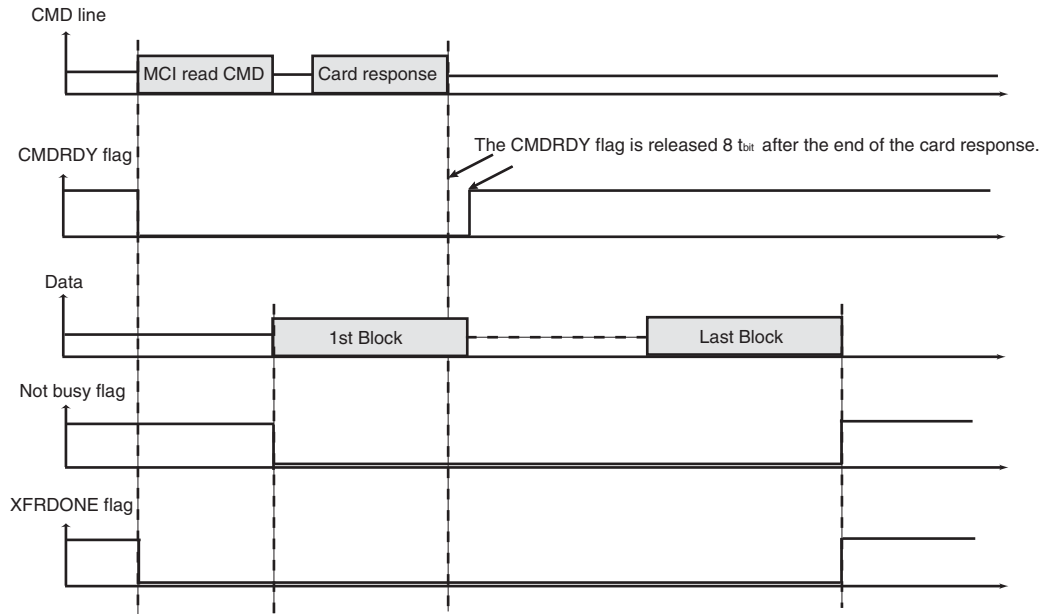 CMD line
MCI read CMD
Card response
The CMDRDY flag is released 8 tbit after the end of the card response.
CMDRDY flag
Data
1st Block
Last Block
Not busy flag
XFRDONE flag